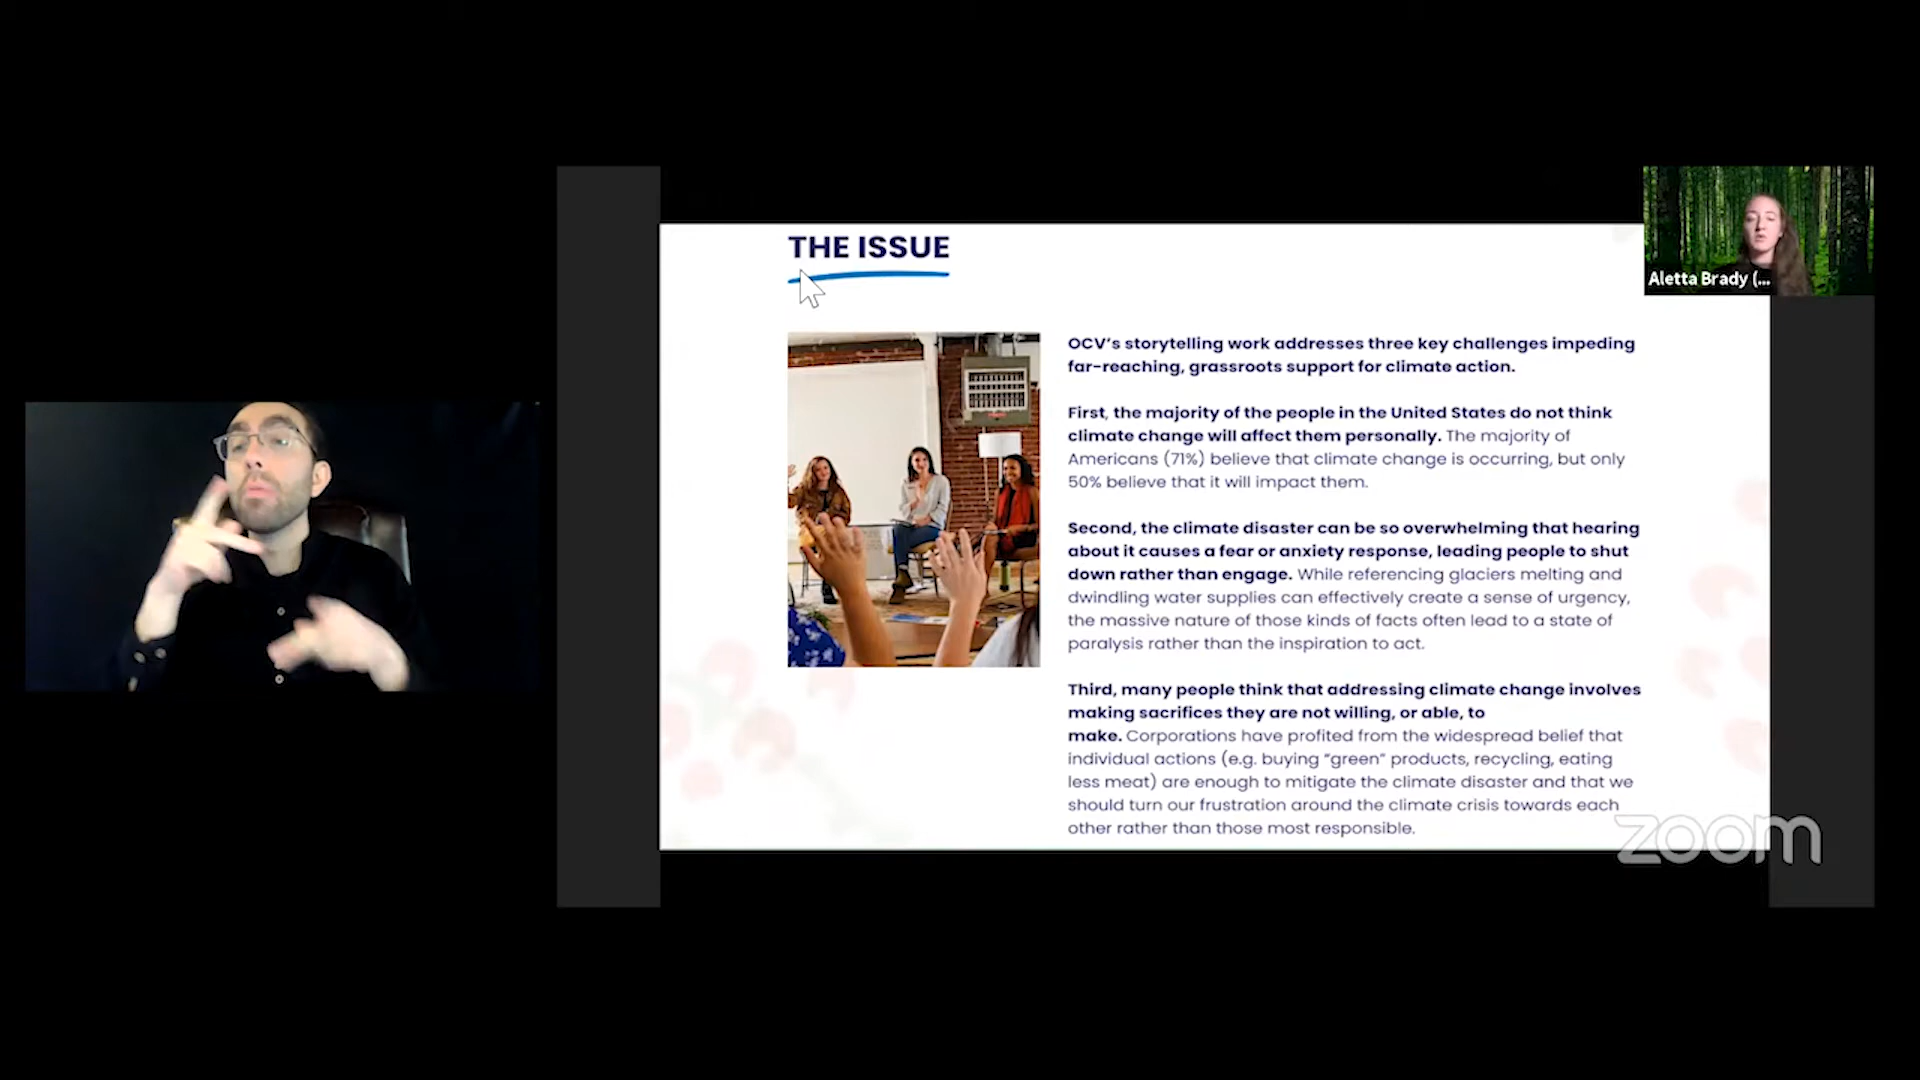 THE ISSUE
Aletta Brady (...
OCV's storytelling work addresses three key challenges impeding
far-reaching, grassroots support for climate action.
First, the majority of the people in the United States do not think
climate change will affect them personally. The majority of
Americans (71%) believe that climate change is occurring, but only
50% believe that it will impact them.
Second, the climate disaster can be so overwhelming that hearing
about it causes a fear or anxiety response, leading people to shut
down rather than engage. While referencing glaciers melting and
dwindling water supplies can effectively create a sense of urgency,
the massive nature of those kinds of facts often lead to a state of
paralysis rather than the inspiration to act.
Third, many people think that addressing climate change involves
making sacrifices they are not willing, or able, to
make. Corporations have profited from the widespread belief that
individual actions (e.g. buying “green” products, recycling, eating
less meat) are enough to mitigate the climate disaster and that we
should turn our frustration around the climate crisis towards each
other rather than those most responsible.
zoom